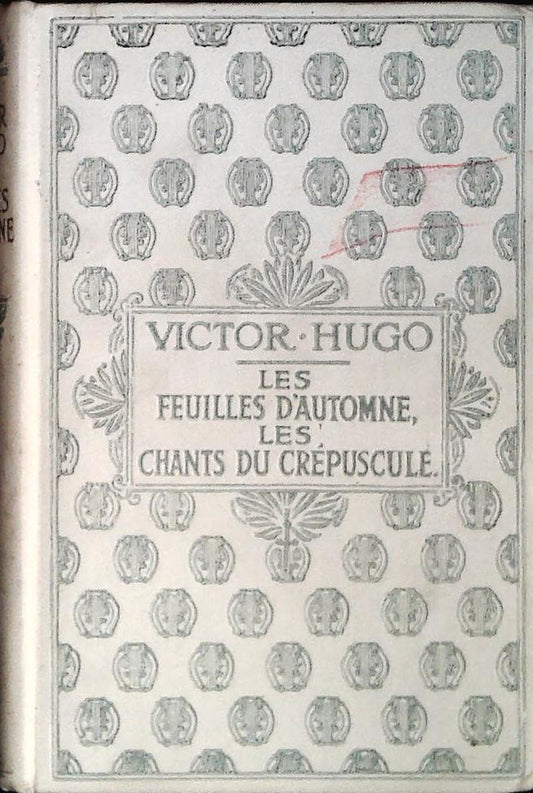 VICTOR·HUGO
LES
FEUILLES D'AUTOMNE,
LES
CHANTS DU CRÉPUSCULE.